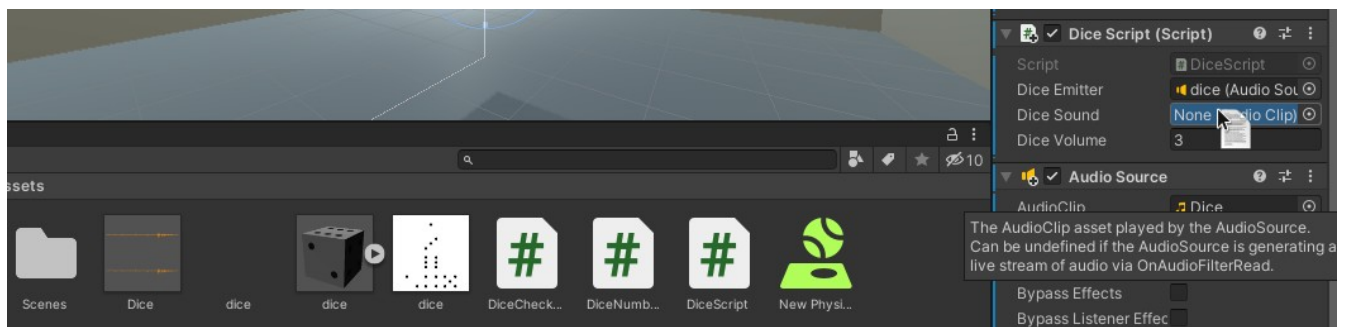 Dice Script (Script)
Script DiceScript
Dice Emitter dice (Audio Sou
Dice Sound None dio Clip)
Dice Volume 3
10
ssets
Audio Source
AudioClip Dice
The AudioClip asset played by the AudioSource.
Can be undefined if the AudioSource is generating a
live stream of audio via OnAudioFilterRead.
Bypass Effects
Bypass Listener Effec
Scenes Dice dice dice dice DiceCheck... DiceNumb... DiceScript New Physi...